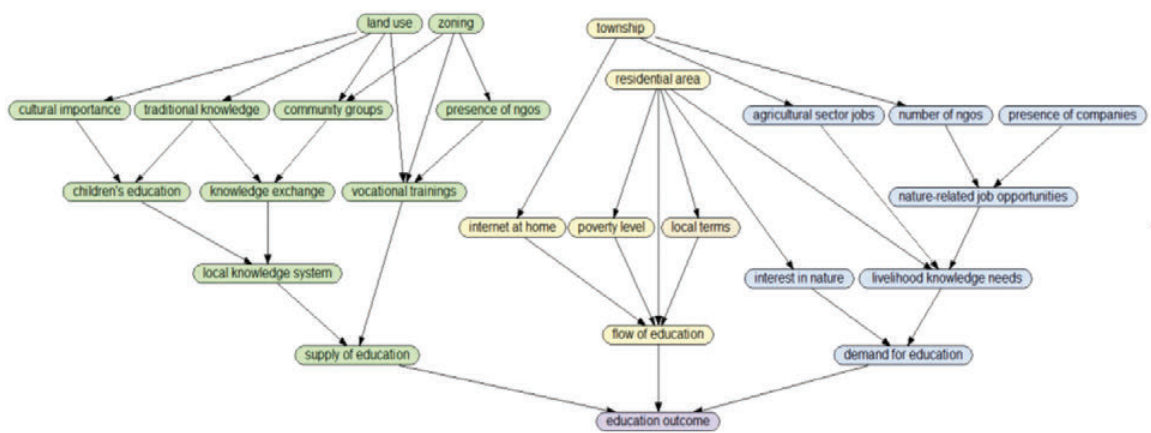 land use
zoning
township
residential area
cultural importance
traditional knowledge
community groups
presence of ngos
agricultural sector jobs
number of ngos
presence of companies
children's education
knowledge exchange
vocational trainings
nature-related job opportunities
internet at home
poverty level
local terms
local knowledge system
interest in nature
livelihood knowledge needs
flow of education
supply of education
demand for education
education outcome